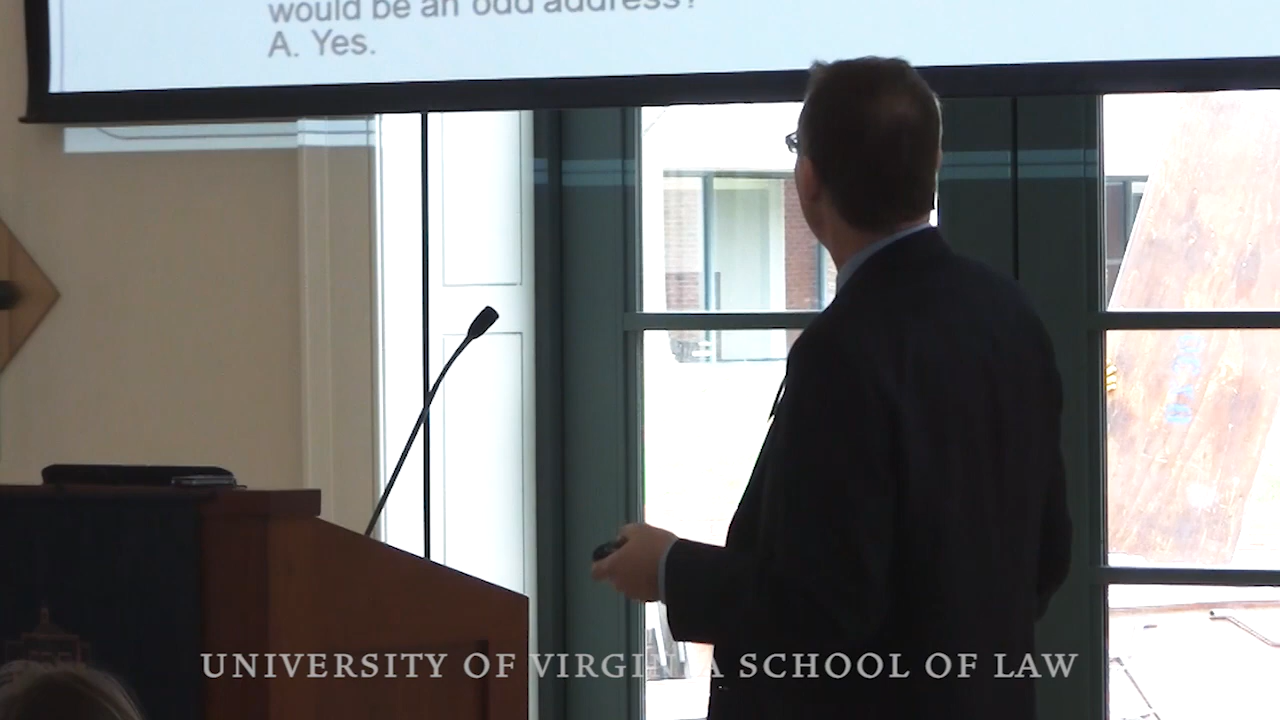 would be an odd address?
A. Yes.
UNIVERSITY OF VIRGINIA SCHOOL OF LAW